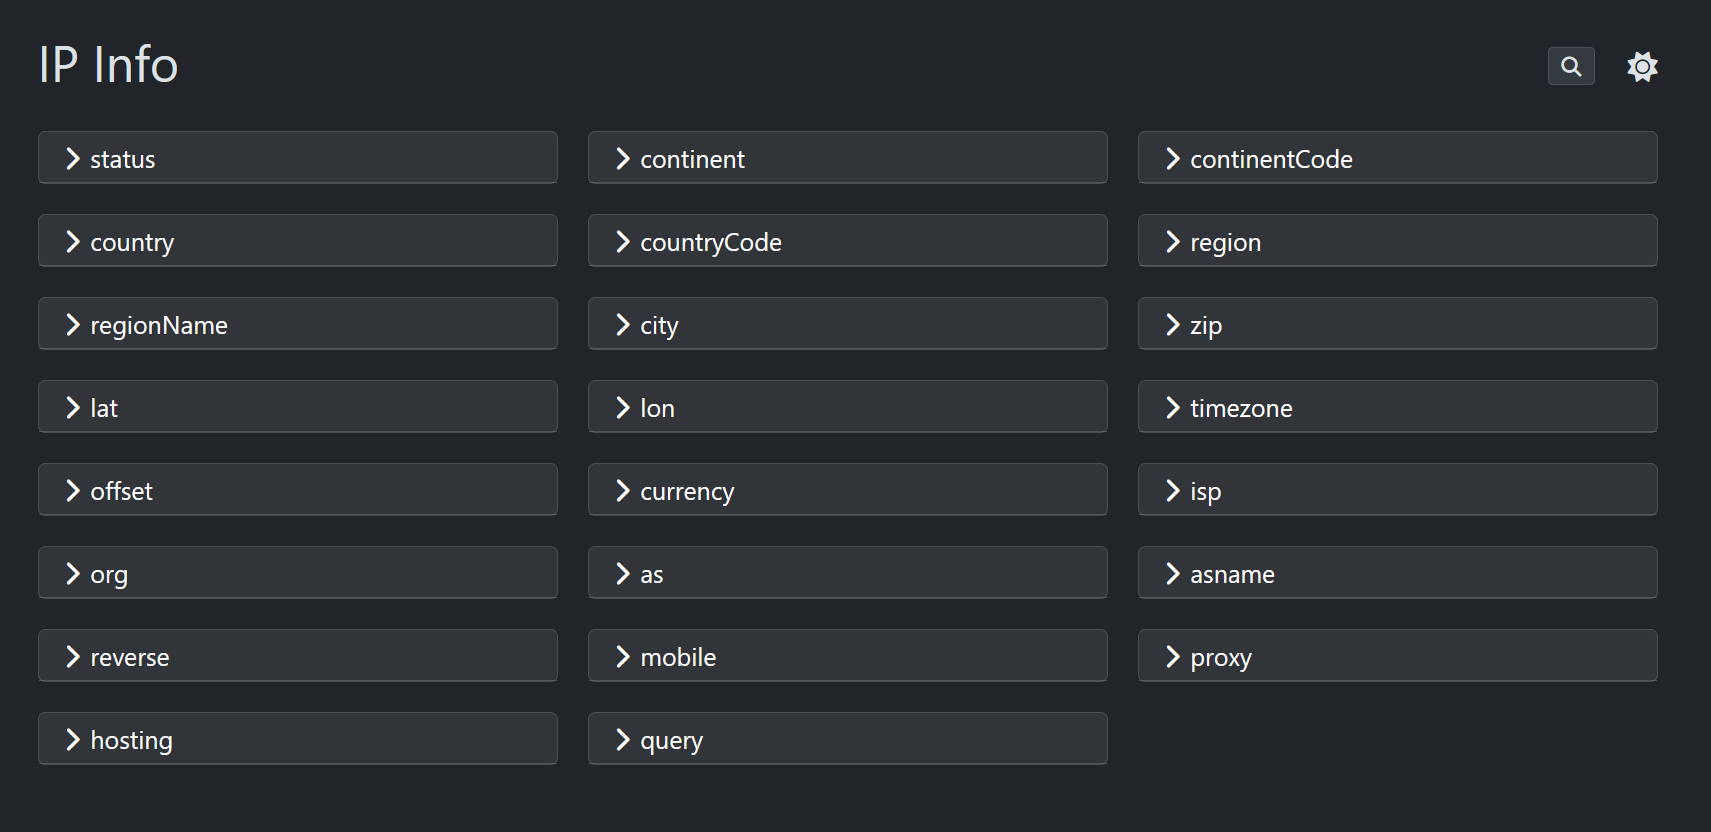 IP Info
status
continent
continentCode
country
countryCode
region
regionName
city
zip
lat
lon
timezone
offset
currency
isp
org
as
asname
reverse
mobile
proxy
hosting
query